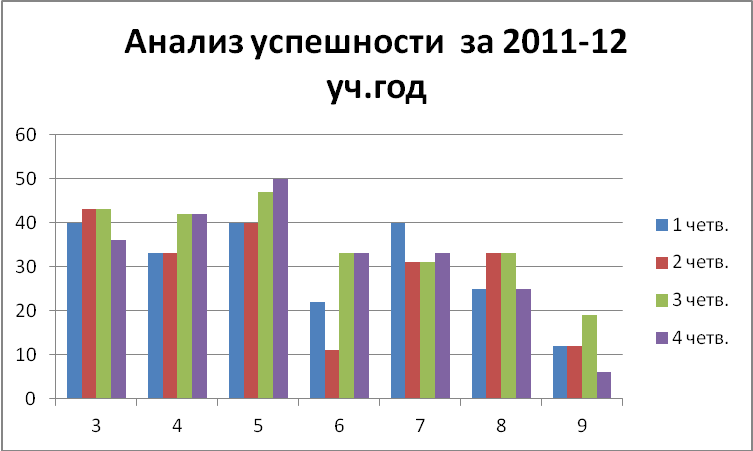 Анализ успешности за 2011-12
уч.год
60
50
40
30
20
10
0
3 4 5 6 7 8 9
1 четв.
2 четв.
3 четв.
4 четв.